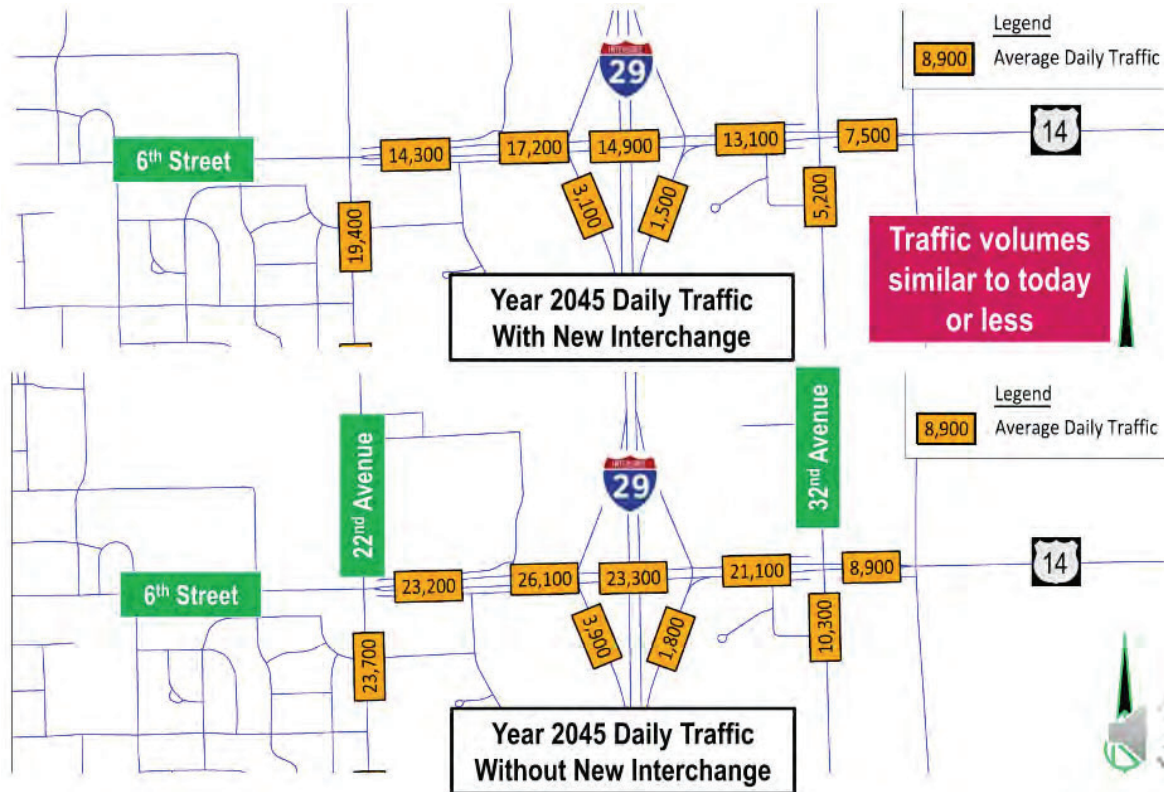 Legend
8,900 Average Daily Traffic
INTERSTATE
29
6th Street
14,300
17,200
14,900
13,100
7,500
14
3,100
1,500
5,200
19,400
Traffic volumes
similar to today
or less
Year 2045 Daily Traffic
With New Interchange
Legend
8,900 Average Daily Traffic
22nd Avenue
32nd Avenue
29
6th Street
23,200
26,100
23,300
21,100
8,900
14
3,900
1,800
10,300
23,700
Year 2045 Daily Traffic
Without New Interchange